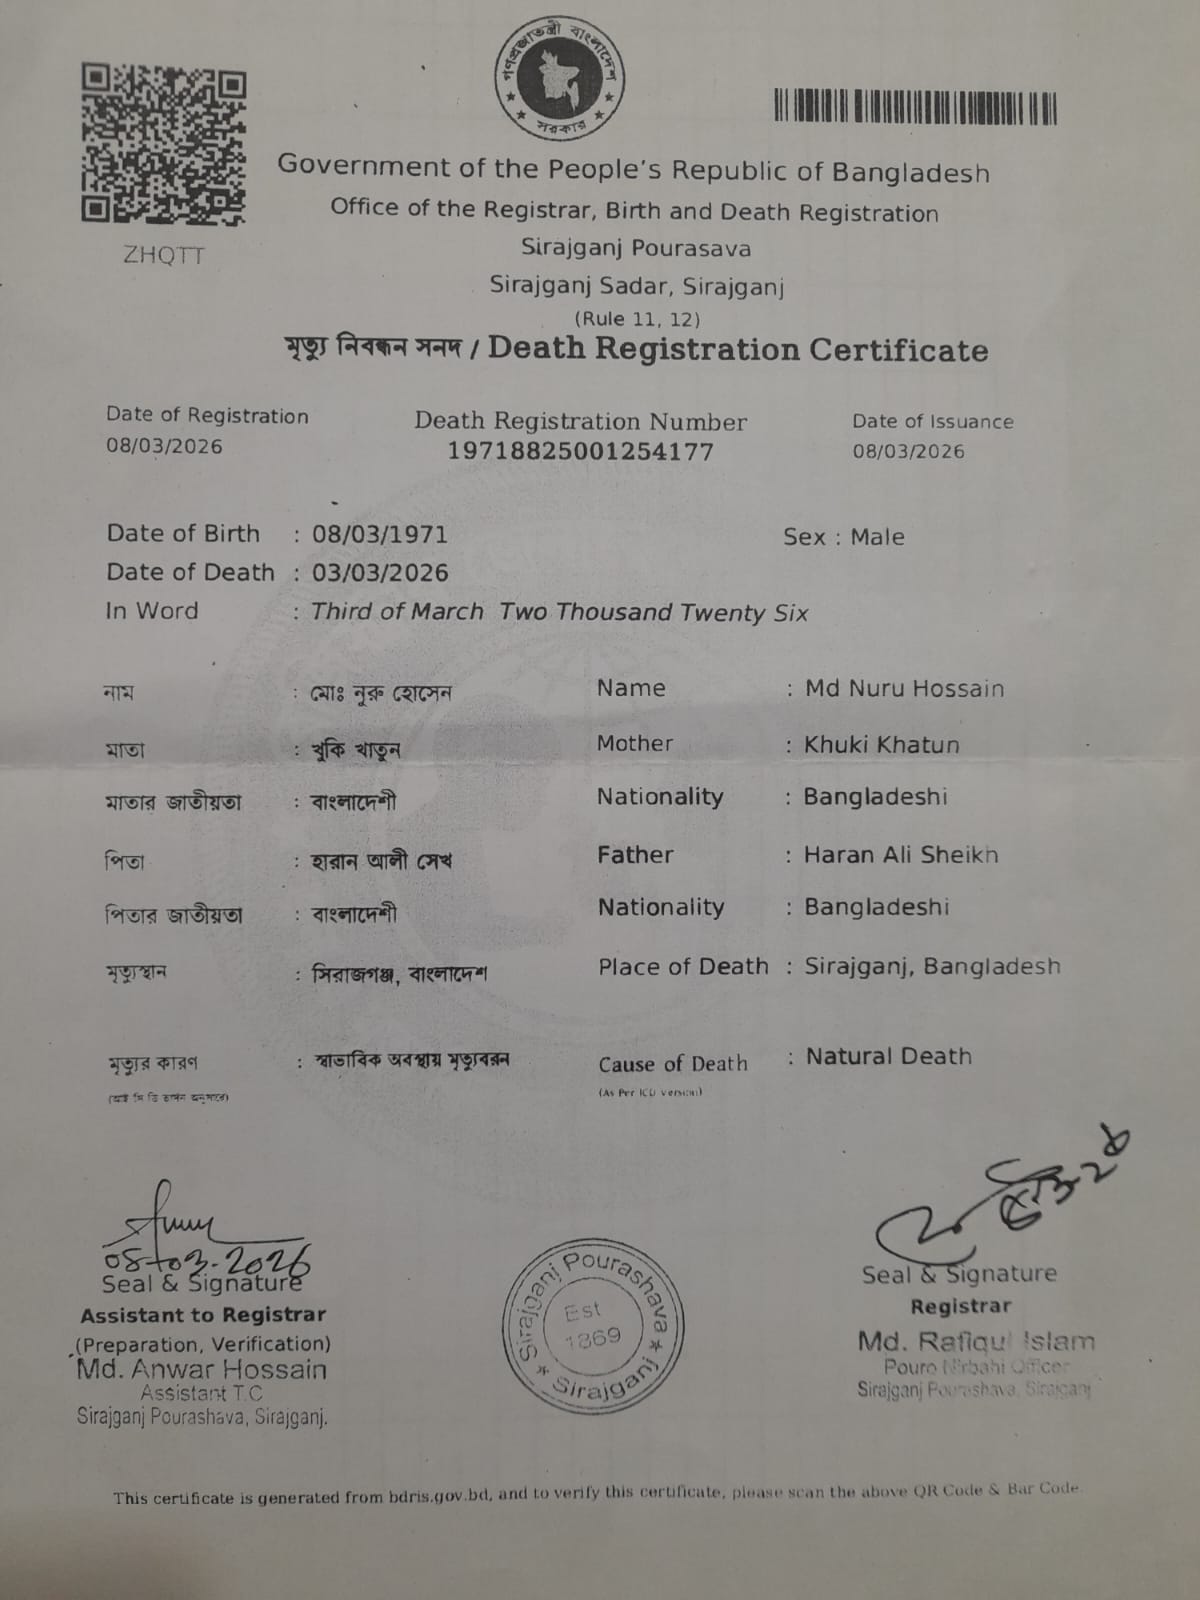 গণপ্রজাতন্ত্রী বাংলাদেশ
সরকার
ZHQTT
Government of the People's Republic of Bangladesh
Office of the Registrar, Birth and Death Registration
Sirajganj Pourasava
Sirajganj Sadar, Sirajganj
(Rule 11, 12)
মৃত্যু নিবন্ধন সনদ / Death Registration Certificate
Date of Registration Death Registration Number Date of Issuance
08/03/2026 19718825001254177 08/03/2026
Date of Birth : 08/03/1971 Sex : Male
Date of Death : 03/03/2026
In Word : Third of March Two Thousand Twenty Six
নাম : মোঃ নুরু হোসেন Name : Md Nuru Hossain
মাতা : খুকি খাতুন Mother : Khuki Khatun
মাতার জাতীয়তা : বাংলাদেশী Nationality : Bangladeshi
পিতা : হারান আলী সেখ Father : Haran Ali Sheikh
পিতার জাতীয়তা : বাংলাদেশী Nationality : Bangladeshi
মৃত্যুস্থান : সিরাজগঞ্জ, বাংলাদেশ Place of Death : Sirajganj, Bangladesh
মৃত্যুর কারণ : স্বাভাবিক অবস্থায় মৃত্যুবরন Cause of Death : Natural Death
(আই সি ডি ভার্সন অনুসারে) (As Per ICD version)
08-03-2026
Seal & Signature
Assistant to Registrar
(Preparation, Verification)
Md. Anwar Hossain
Assistant T.C
Sirajganj Pourashava, Sirajganj.
Sirajganj Pourashava
Est
1869
Sirajganj
Seal & Signature
Registrar
Md. Rafiqul Islam
Pouro Nirbahi Officer
Sirajganj Pourashava, Sirajganj
This certificate is generated from bdris.gov.bd, and to verify this certificate, please scan the above QR Code & Bar Code.